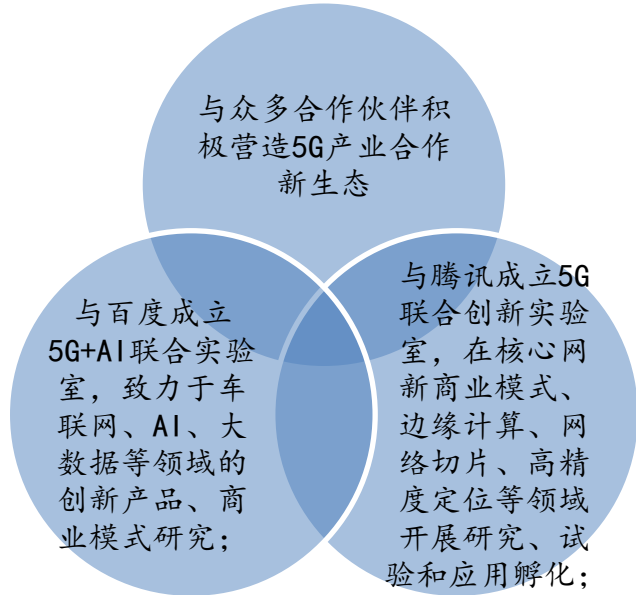 与众多合作伙伴积
极营造5G产业合作
新生态
与百度成立
5G+AI联合实验
室，致力于车
联网、AI、大
数据等领域的
创新产品、商
业模式研究；
与腾讯成立5G
联合创新实验
室，在核心网
新商业模式、
边缘计算、网
络切片、高精
度定位等领域
开展研究、试
验和应用孵化；